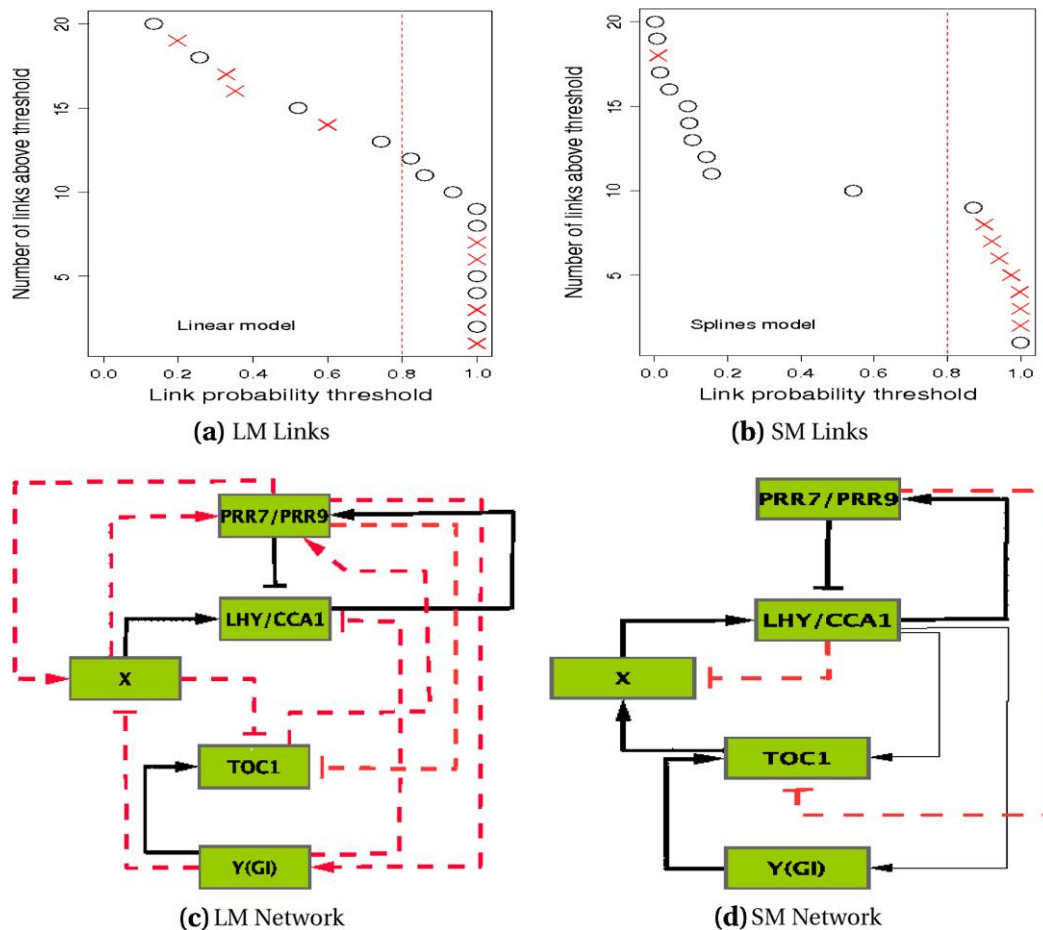 Number of links above threshold
20
15
10
5
Linear model
0.0 0.2 0.4 0.6 0.8 1.0
Link probability threshold
(a) LM Links
Number of links above threshold
20
15
10
5
Splines model
0.0 0.2 0.4 0.6 0.8 1.0
Link probability threshold
(b) SM Links
PRR7/PRR9
LHY/CCA1
X
TOC1
Y(GI)
(c) LM Network
PRR7/PRR9
LHY/CCA1
X
TOC1
Y(GI)
(d) SM Network